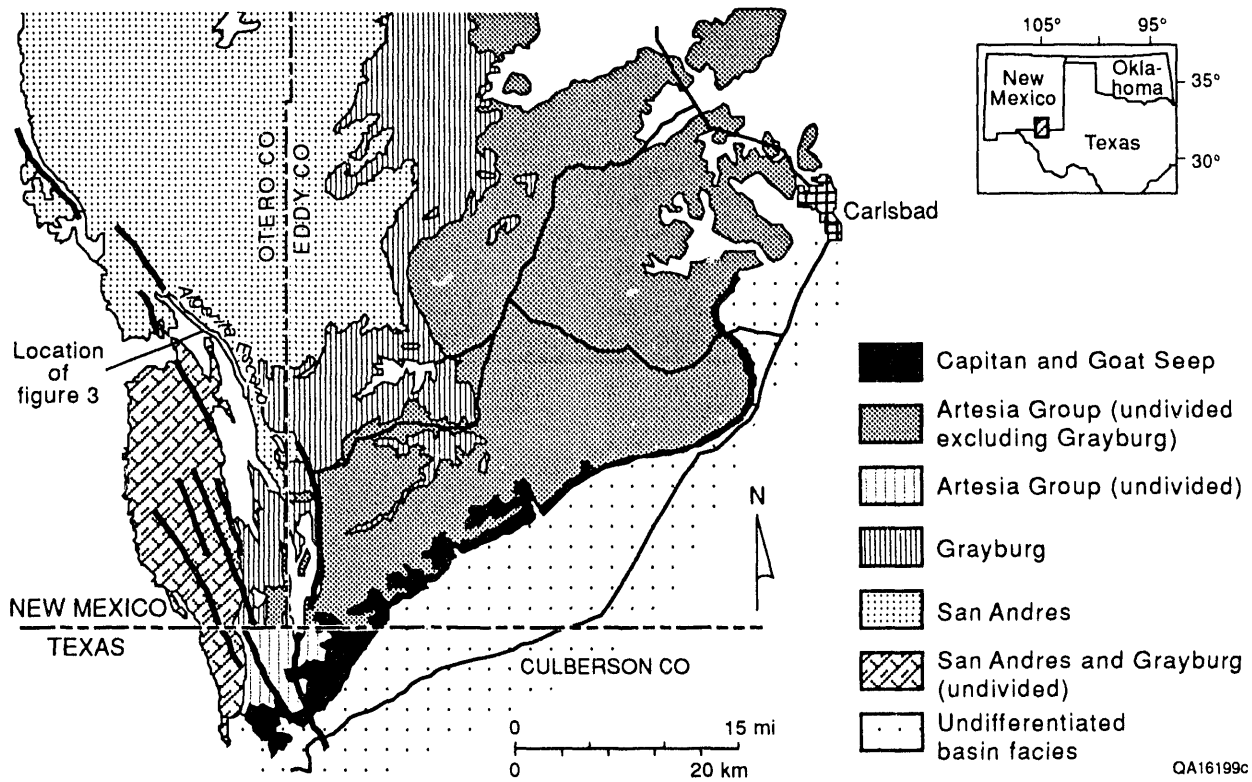 105°
95°
New
Mexico
Okla-
homa
Texas
35°
30°
OTERO CO
EDDY CO
Carlsbad
Algerita Escarp
Location
of
figure 3
Capitan and Goat Seep
Artesia Group (undivided
excluding Grayburg)
Artesia Group (undivided)
Grayburg
San Andres
San Andres and Grayburg
(undivided)
Undifferentiated
basin facies
N
NEW MEXICO
TEXAS
CULBERSON CO
0
15 mi
0
20 km
QA16199c